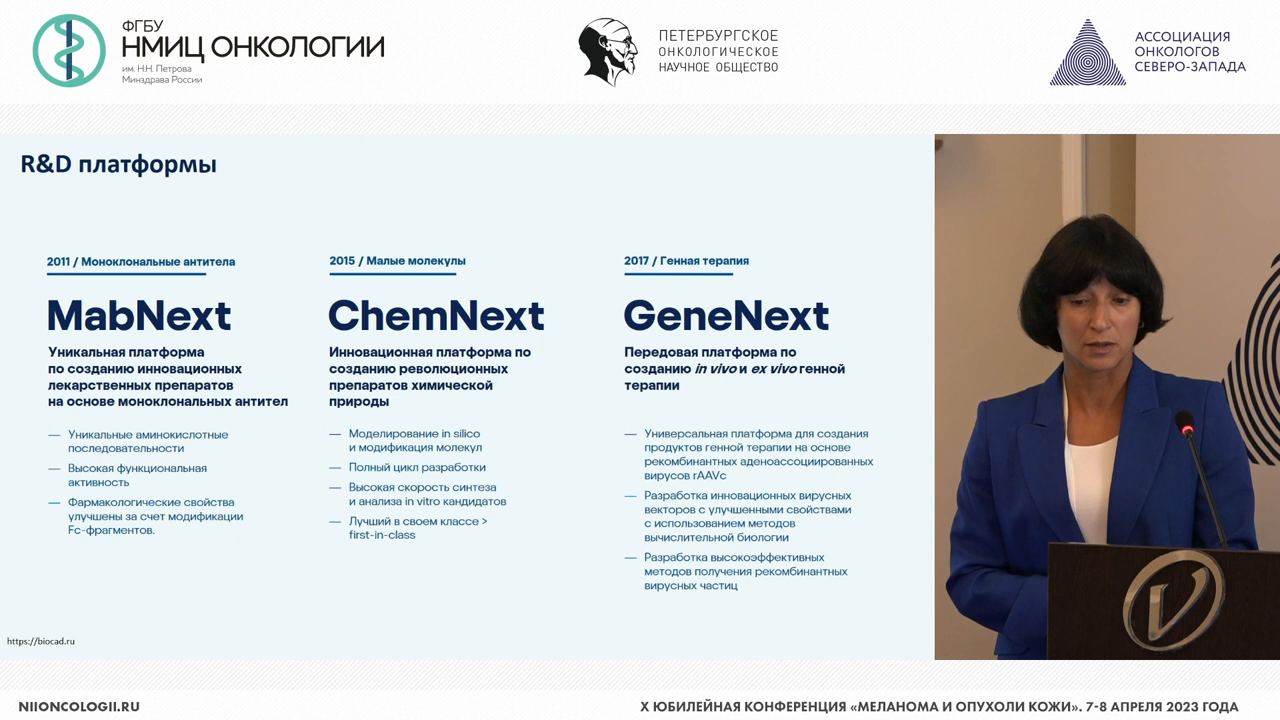 ФГБУ
НМИЦ ОНКОЛОГИИ
им. Н.Н. Петрова
Минздрава России
ПЕТЕРБУРГСКОЕ
ОНКОЛОГИЧЕСКОЕ
НАУЧНОЕ ОБЩЕСТВО
АССОЦИАЦИЯ
ОНКОЛОГОВ
СЕВЕРО-ЗАПАДА
R&D платформы
2011 / Моноклональные антитела
MabNext
Уникальная платформа
по созданию инновационных
лекарственных препаратов
на основе моноклональных антител
— Уникальные аминокислотные
последовательности
— Высокая функциональная
активность
— Фармакологические свойства
улучшены за счет модификации
Fc-фрагментов.
2015 / Малые молекулы
ChemNext
Инновационная платформа по
созданию революционных
препаратов химической
природы
— Моделирование in silico
и модификация молекул
— Полный цикл разработки
— Высокая скорость синтеза
и анализа in vitro кандидатов
— Лучший в своем классе >
first-in-class
2017 / Генная терапия
GeneNext
Передовая платформа по
созданию in vivo и ex vivo генной
терапии
— Универсальная платформа для создания
продуктов генной терапии на основе
рекомбинантных аденоассоциированных
вирусов rAAVс
— Разработка инновационных вирусных
векторов с улучшенными свойствами
с использованием методов
вычислительной биологии
— Разработка высокоэффективных
методов получения рекомбинантных
вирусных частиц
https://biocad.ru
NIIONCOLOGII.RU
X ЮБИЛЕЙНАЯ КОНФЕРЕНЦИЯ «МЕЛАНОМА И ОПУХОЛИ КОЖИ». 7-8 АПРЕЛЯ 2023 ГОДА